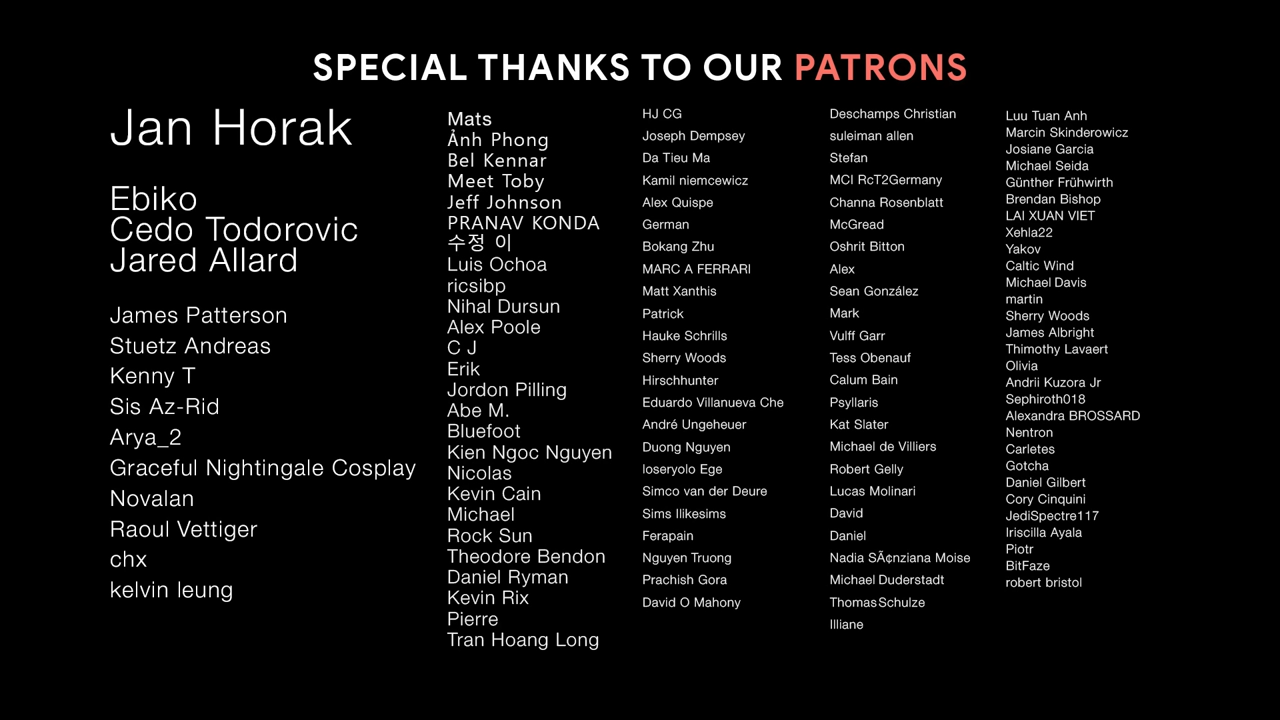 SPECIAL THANKS TO OUR PATRONS
Jan Horak
Ebiko
Cedo Todorovic
Jared Allard
James Patterson
Stuetz Andreas
Kenny T
Sis Az-Rid
Arya_2
Graceful Nightingale Cosplay
Novalan
Raoul Vettiger
chx
kelvin leung
Mats
Ảnh Phong
Bel Kennar
Meet Toby
Jeff Johnson
PRANAV KONDA
수정 이
Luis Ochoa
ricsibp
Nihal Dursun
Alex Poole
C J
Erik
Jordon Pilling
Abe M.
Bluefoot
Kien Ngoc Nguyen
Nicolas
Kevin Cain
Michael
Rock Sun
Theodore Bendon
Daniel Ryman
Kevin Rix
Pierre
Tran Hoang Long
HJ CG
Joseph Dempsey
Da Tieu Ma
Kamil niemcewicz
Alex Quispe
German
Bokang Zhu
MARC A FERRARI
Matt Xanthis
Patrick
Hauke Schrills
Sherry Woods
Hirschhunter
Eduardo Villanueva Che
André Ungeheuer
Duong Nguyen
loseryolo Ege
Simco van der Deure
Sims Ilikesims
Ferapain
Nguyen Truong
Prachish Gora
David O Mahony
Deschamps Christian
suleiman allen
Stefan
MCI RcT2Germany
Channa Rosenblatt
McGread
Oshrit Bitton
Alex
Sean González
Mark
Vulff Garr
Tess Obenauf
Calum Bain
Psyllaris
Kat Slater
Michael de Villiers
Robert Gelly
Lucas Molinari
David
Daniel
Nadia SÃ¢nziana Moise
Michael Duderstadt
Thomas Schulze
Illiane
Luu Tuan Anh
Marcin Skinderowicz
Josiane Garcia
Michael Seida
Günther Frühwirth
Brendan Bishop
LAI XUAN VIET
Xehla22
Yakov
Caltic Wind
Michael Davis
martin
Sherry Woods
James Albright
Thimothy Lavaert
Olivia
Andrii Kuzora Jr
Sephiroth018
Alexandra BROSSARD
Nentron
Carletes
Gotcha
Daniel Gilbert
Cory Cinquini
JediSpectre117
Iriscilla Ayala
Piotr
BitFaze
robert bristol